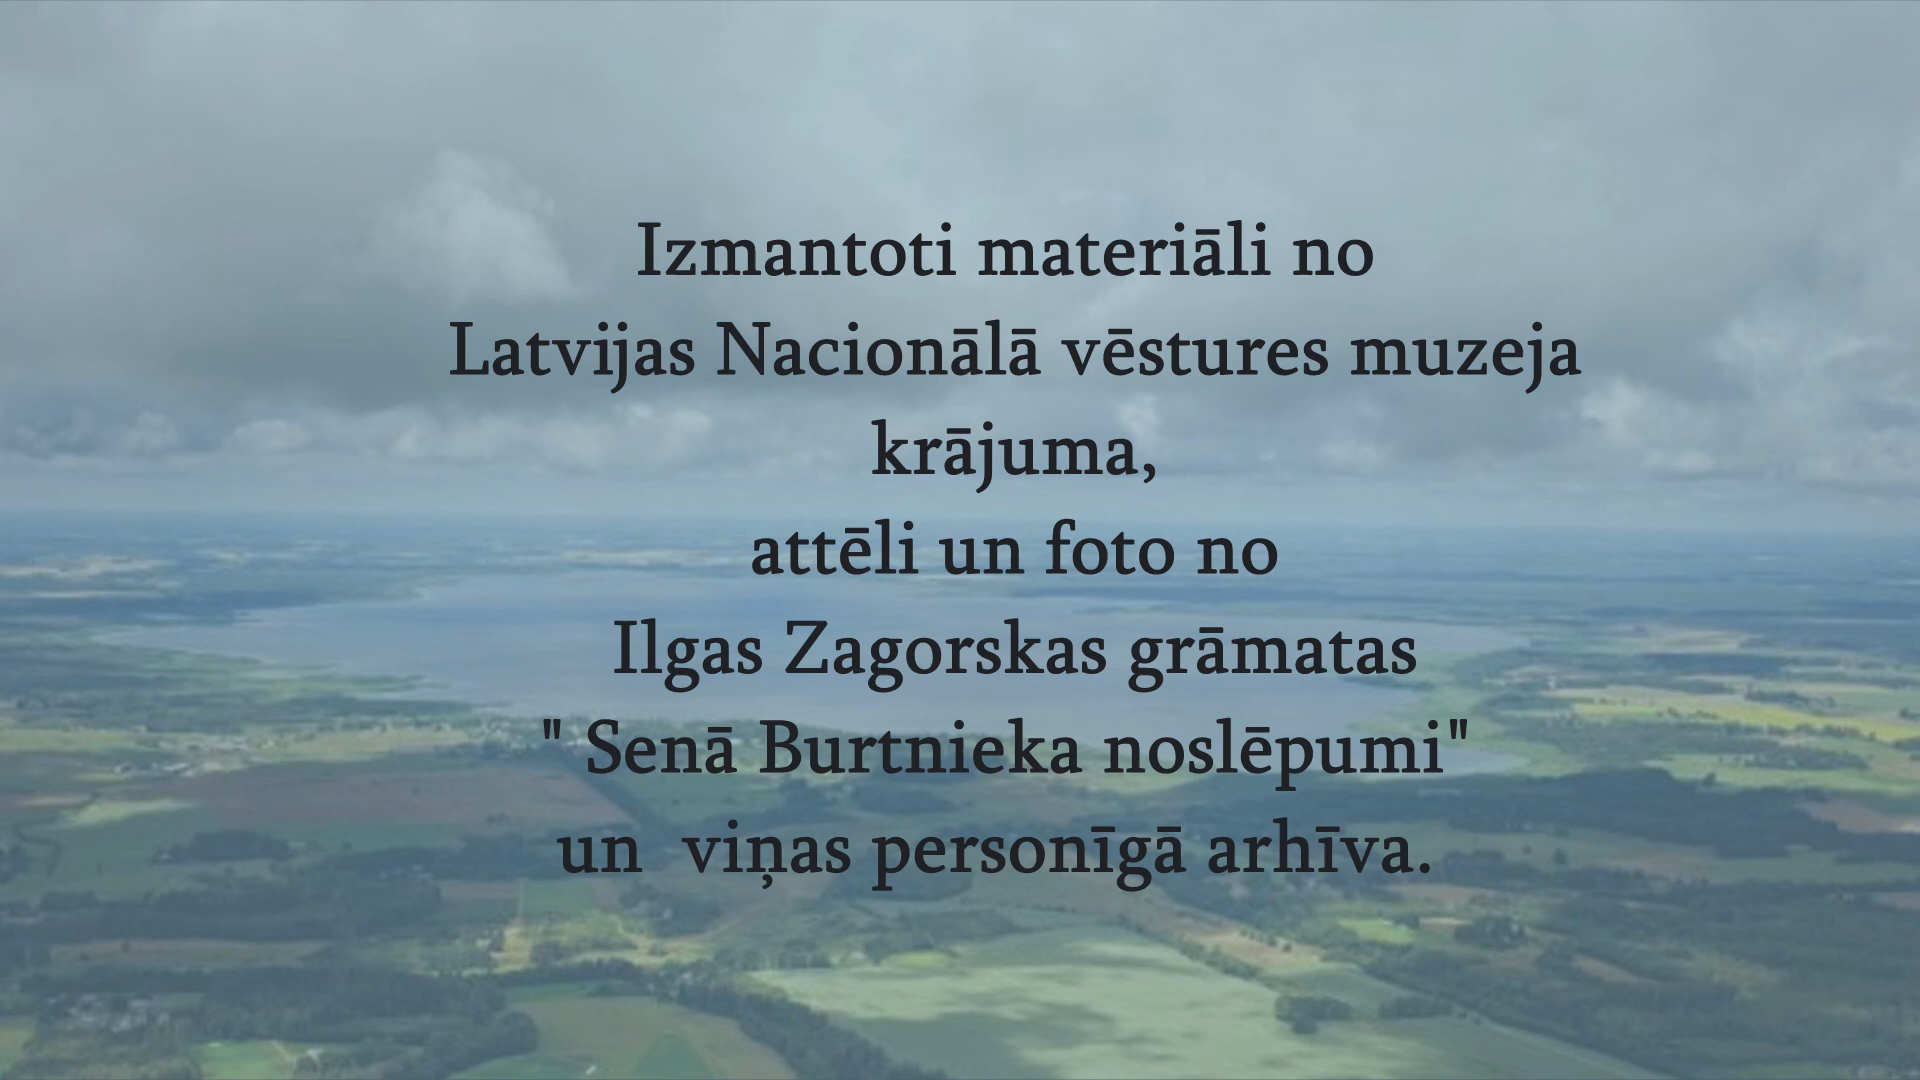 Izmantoti materiāli no
Latvijas Nacionālā vēstures muzeja
krājuma,
attēli un foto no
Ilgas Zagorskas grāmatas
" Senā Burtnieka noslēpumi"
un  viņas personīgā arhīva.